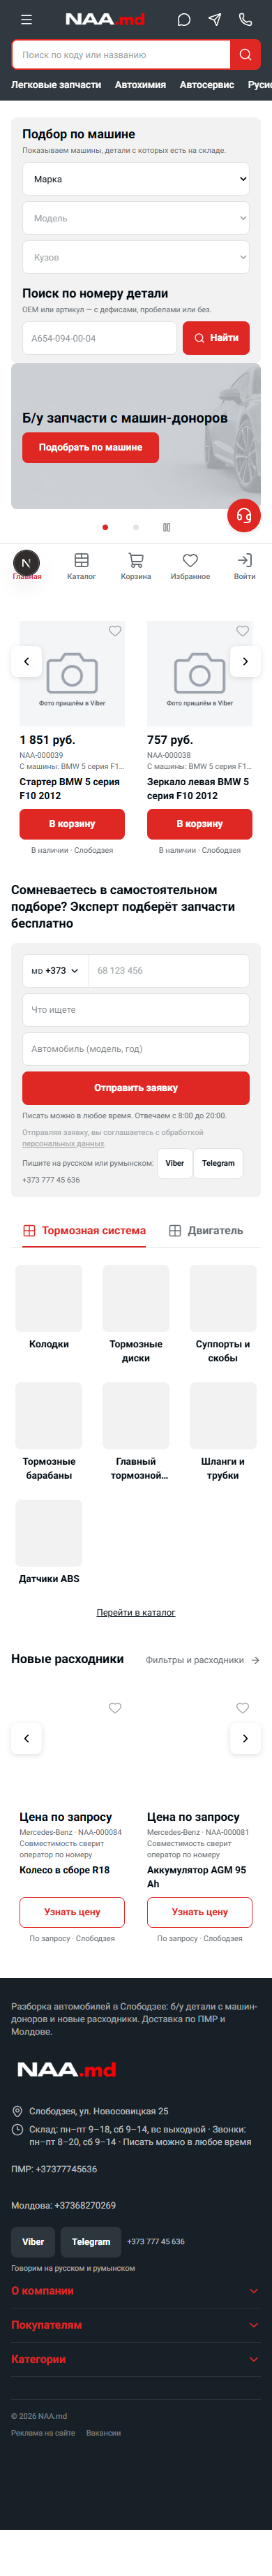 NAA.md
Поиск по коду или названию
Легковые запчасти Автохимия Автосервис
Подбор по машине
Показываем машины, детали с которых есть на складе.
Марка
Модель
Кузов
Поиск по номеру детали
OEM или артикул — с дефисами, пробелами или без.
A654-094-00-04
Найти
Б/у запчасти с машин-доноров
Подобрать по машине
N
Главная Каталог Корзина Избранное Войти
Фото пришлём в Viber
1 851 руб.
NAA-000039
С машины: BMW 5 серия F1...
Стартер BMW 5 серия
F10 2012
В корзину
В наличии · Слободзея
Фото пришлём в Viber
757 руб.
NAA-000038
С машины: BMW 5 серия F1...
Зеркало левая BMW 5
серия F10 2012
В корзину
В наличии · Слободзея
Сомневаетесь в самостоятельном
подборе? Эксперт подберёт запчасти
бесплатно
MD +373
68 123 456
Что ищете
Автомобиль (модель, год)
Отправить заявку
Писать можно в любое время. Отвечаем с 8:00 до 20:00.
Отправляя заявку, вы соглашаетесь с обработкой
персональных данных.
Пишите на русском или румынском: Viber Telegram
+373 777 45 636
Тормозная система Двигатель
Колодки
Тормозные
диски
Суппорты и
скобы
Тормозные
барабаны
Главный
тормозной...
Шланги и
трубки
Датчики ABS
Перейти в каталог
Новые расходники
Фильтры и расходники
Цена по запросу
Mercedes-Benz · NAA-000084
Совместимость сверит
оператор по номеру
Колесо в сборе R18
Узнать цену
По запросу · Слободзея
Цена по запросу
Mercedes-Benz · NAA-000081
Совместимость сверит
оператор по номеру
Аккумулятор AGM 95
Ah
Узнать цену
По запросу · Слободзея
Разборка автомобилей в Слободзее: б/у детали с машин-
доноров и новые расходники. Доставка по ПМР и
Молдове.
NAA.md
Слободзея, ул. Новосовицкая 25
Склад: пн–пт 9–18, сб 9–14, вс выходной · Звонки:
пн–пт 8–20, сб 9–14 · Писать можно в любое время
ПМР: +37377745636
Молдова: +37368270269
Viber Telegram +373 777 45 636
Говорим на русском и румынском
О компании
Покупателям
Категории
© 2026 NAA.md
Реклама на сайте Вакансии